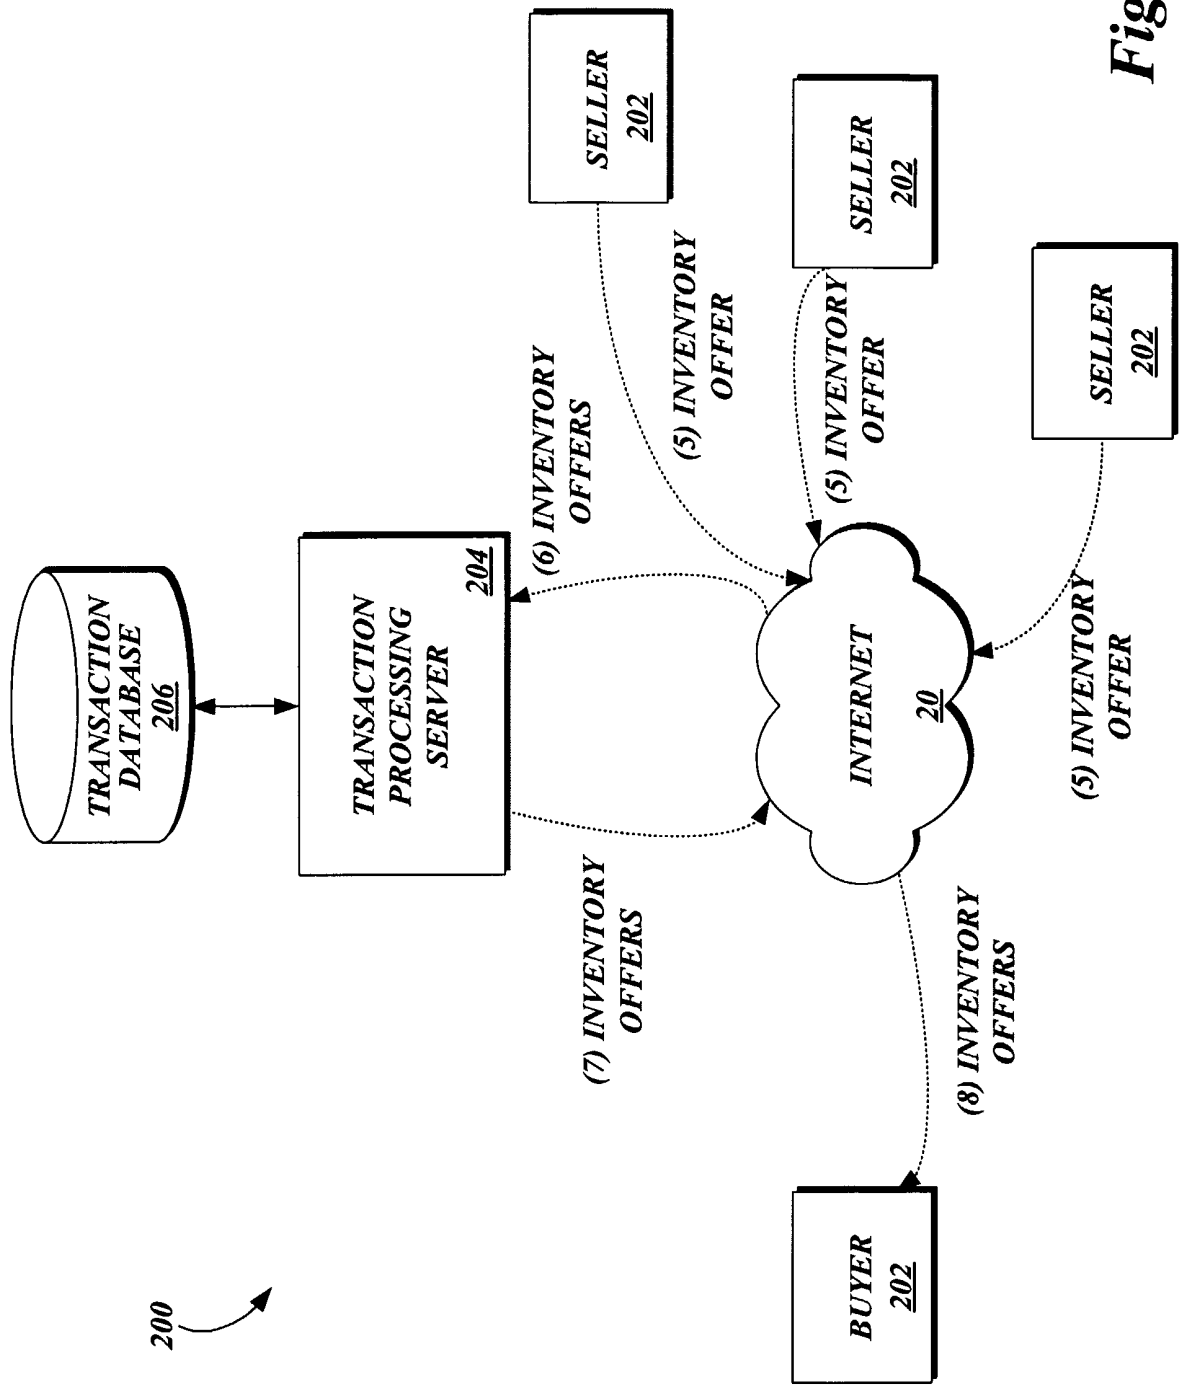 200
TRANSACTION
DATABASE
206
TRANSACTION
PROCESSING
SERVER
204
(7) INVENTORY
OFFERS
(6) INVENTORY
OFFERS
SELLER
202
(5) INVENTORY
OFFER
BUYER
202
(8) INVENTORY
OFFERS
INTERNET
20
(5) INVENTORY
OFFER
SELLER
202
(5) INVENTORY
OFFER
SELLER
202
Fig